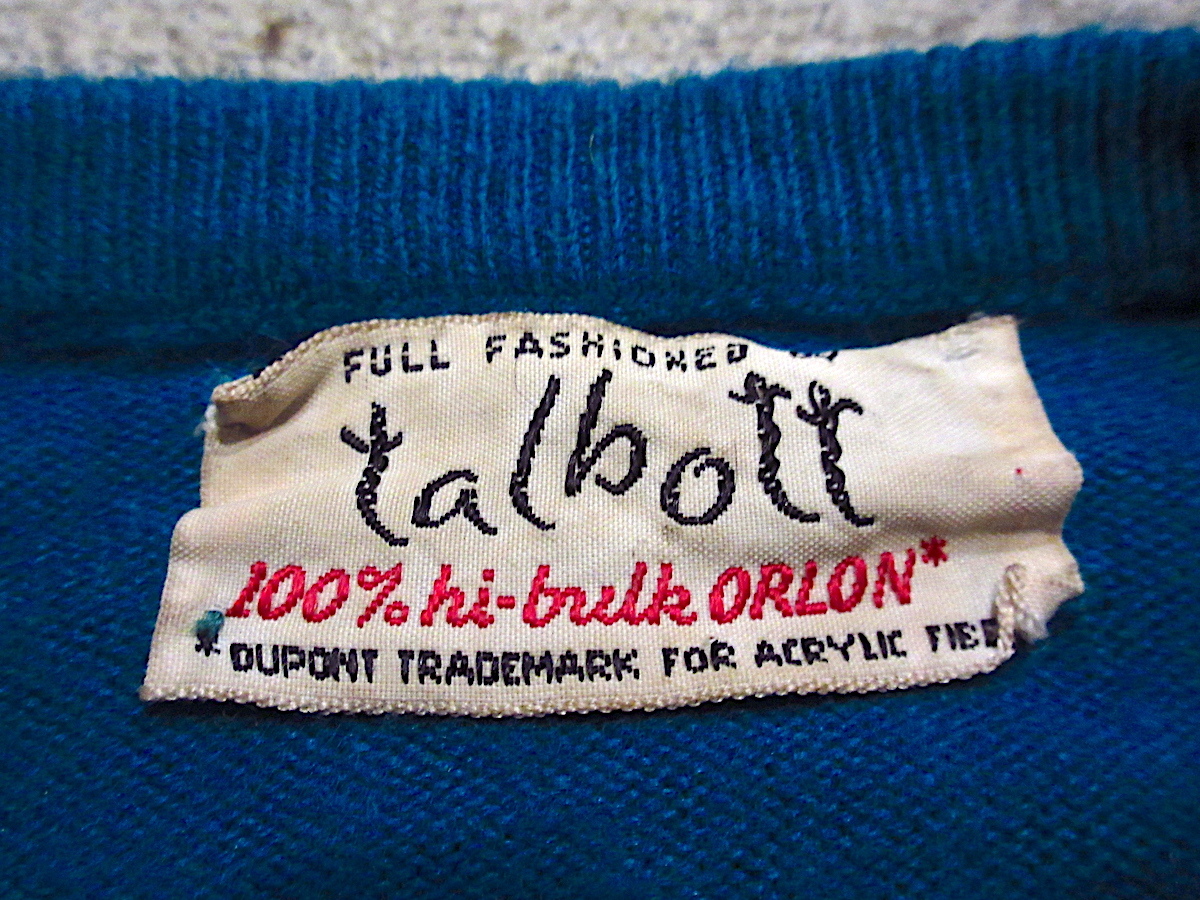 FULL FASHIONED
talbott
100% hi-bulk ORLON*
* DUPONT TRADEMARK FOR ACRYLIC